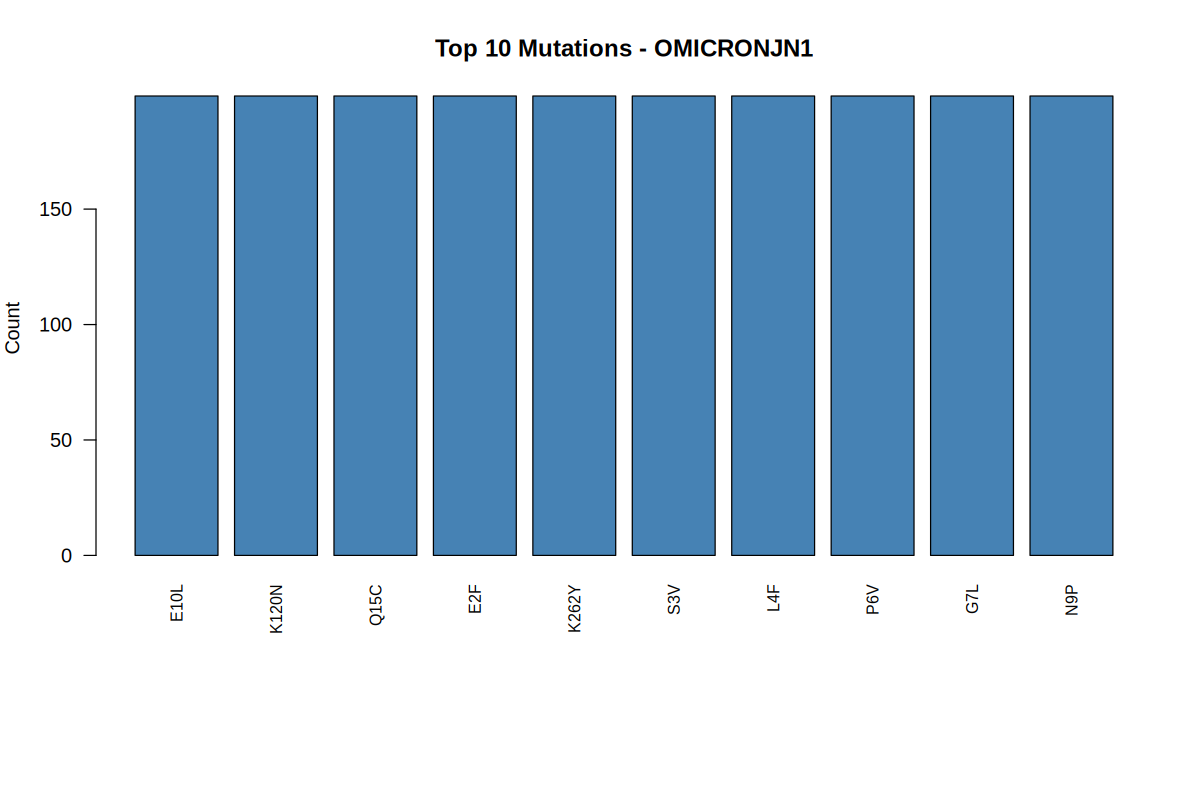 Top 10 Mutations - OMICRONJN1
Count
150
100
50
0
E10L
K120N
Q15C
E2F
K262Y
S3V
L4F
P6V
G7L
N9P